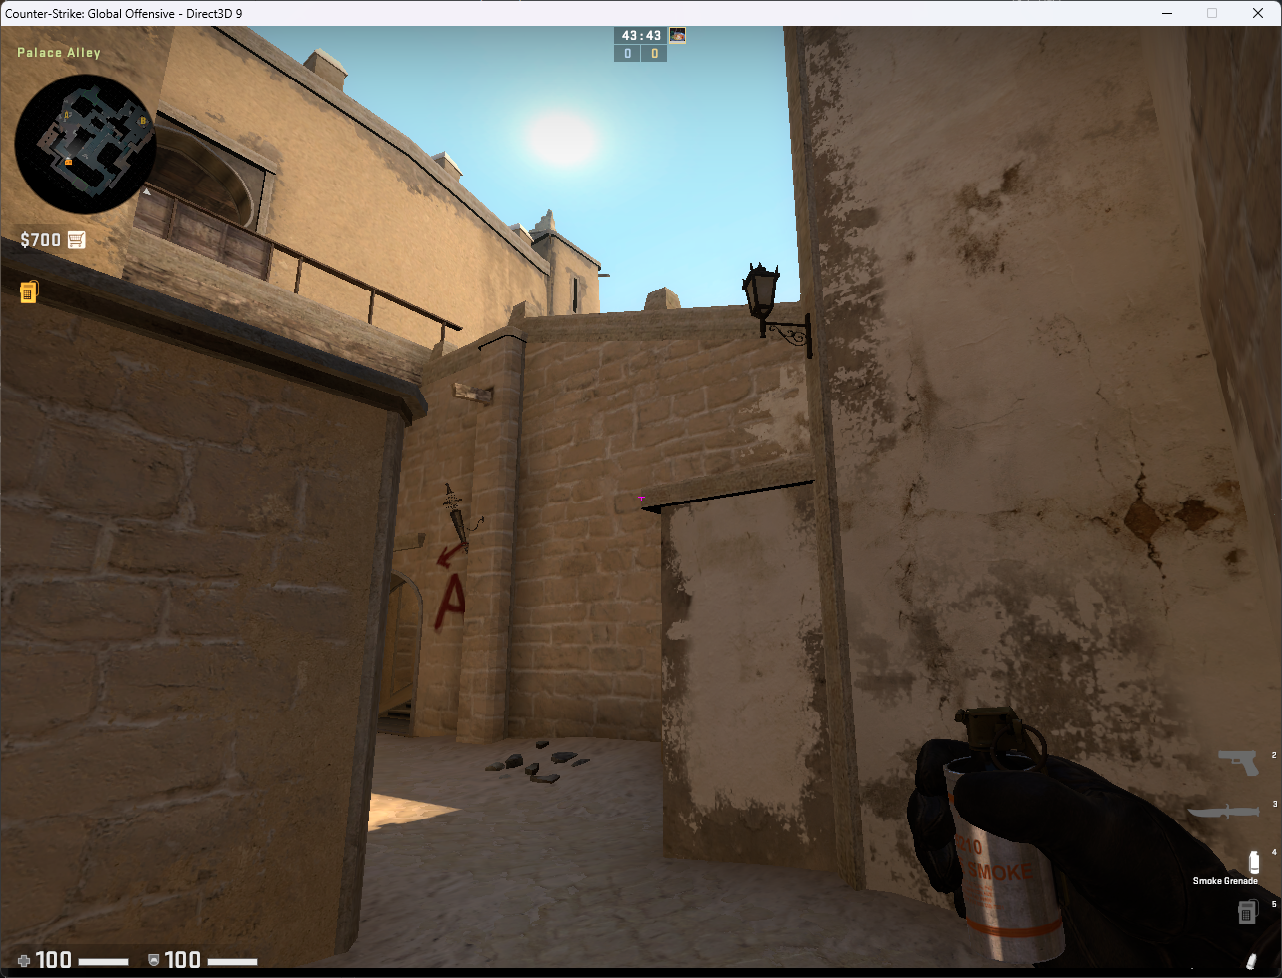 Counter-Strike: Global Offensive - Direct3D 9
Palace Alley
43:43
0 0
B
$700
A
2
3
4
Smoke Grenade
5
SMOKE
100 100